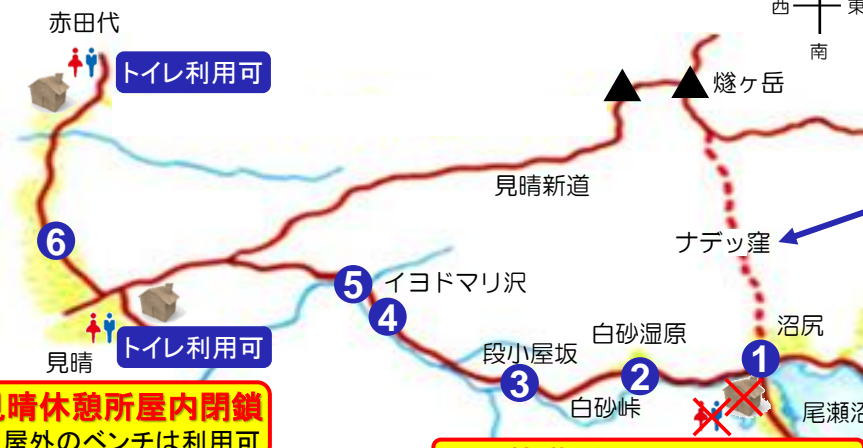 西 東
南
赤田代
トイレ利用可
燧ヶ岳
見晴新道
ナデッ窪
6
5 イヨドマリ沢
4
沼尻
白砂湿原
1
段小屋坂
2
3
白砂峠
トイレ利用可
見晴
尾瀬沼
晴休憩所屋内閉鎖
屋外のベンチは利用可